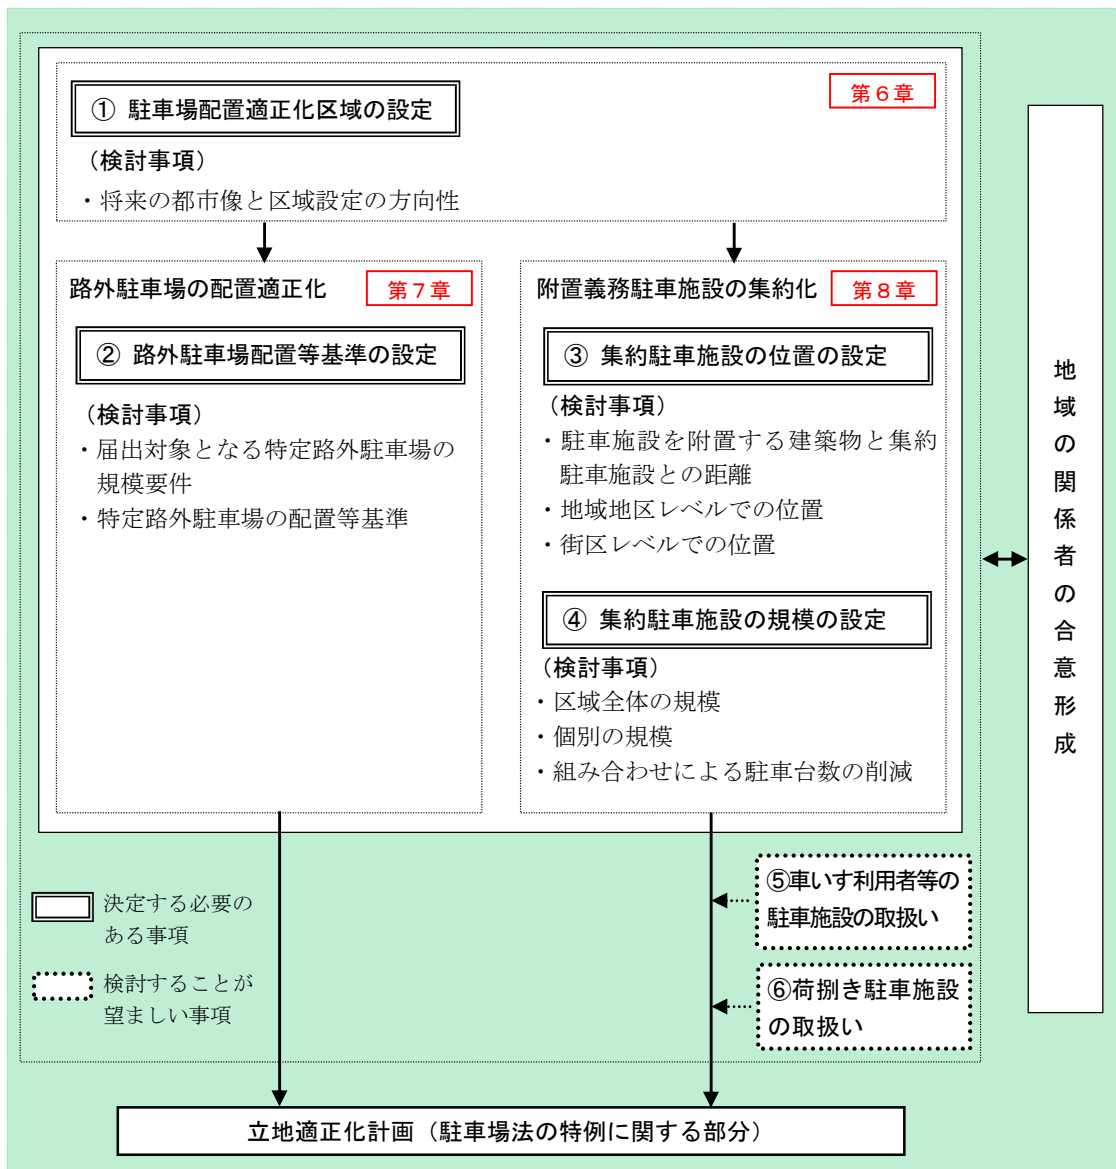 第６章
① 駐車場配置適正化区域の設定
（検討事項）
・将来の都市像と区域設定の方向性
路外駐車場の配置適正化
第７章
② 路外駐車場配置等基準の設定
（検討事項）
・届出対象となる特定路外駐車場の
規模要件
・特定路外駐車場の配置等基準
附置義務駐車施設の集約化
第８章
③ 集約駐車施設の位置の設定
（検討事項）
・駐車施設を附置する建築物と集約
駐車施設との距離
・地域地区レベルでの位置
・街区レベルでの位置
④ 集約駐車施設の規模の設定
（検討事項）
・区域全体の規模
・個別の規模
・組み合わせによる駐車台数の削減
地域の関係者の合意形成
決定する必要の
ある事項
検討することが
望ましい事項
⑤車いす利用者等の
駐車施設の取扱い
⑥荷捌き駐車施設
の取扱い
立地適正化計画（駐車場法の特例に関する部分）